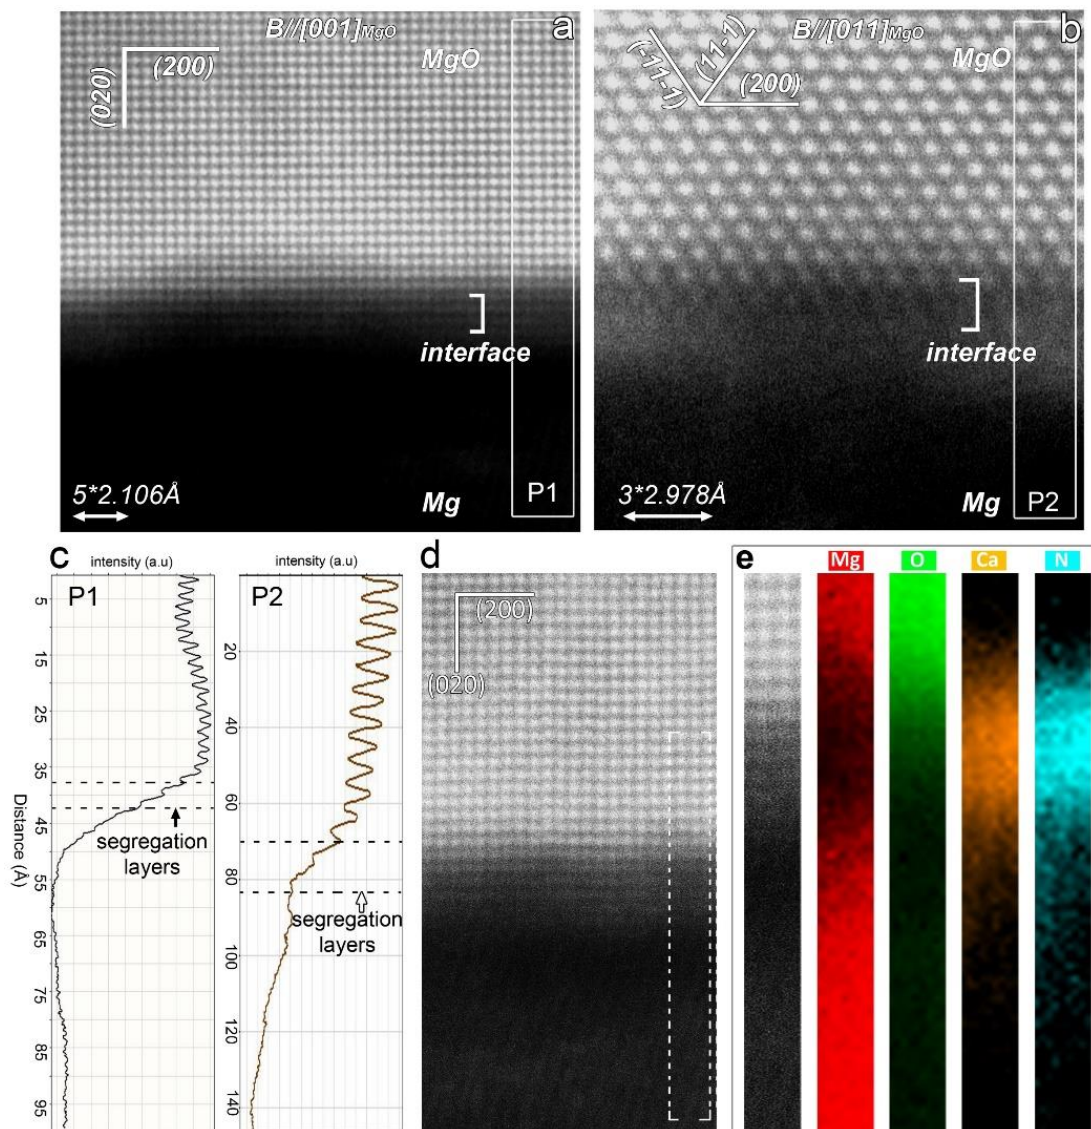 B//[001]MgO
a
(200)
(020)
MgO
interface
5*2.106Å
Mg
P1
B//[011]MgO
b
(-11-1)
(11-1)
(200)
MgO
interface
3*2.978Å
Mg
P2
c
intensity (a.u)
intensity (a.u)
P1
P2
5
15
25
35
45
55
65
75
85
95
Distance (Å)
segregation
layers
20
40
60
80
100
120
140
segregation
layers
d
(200)
(020)
e
Mg
O
Ca
N